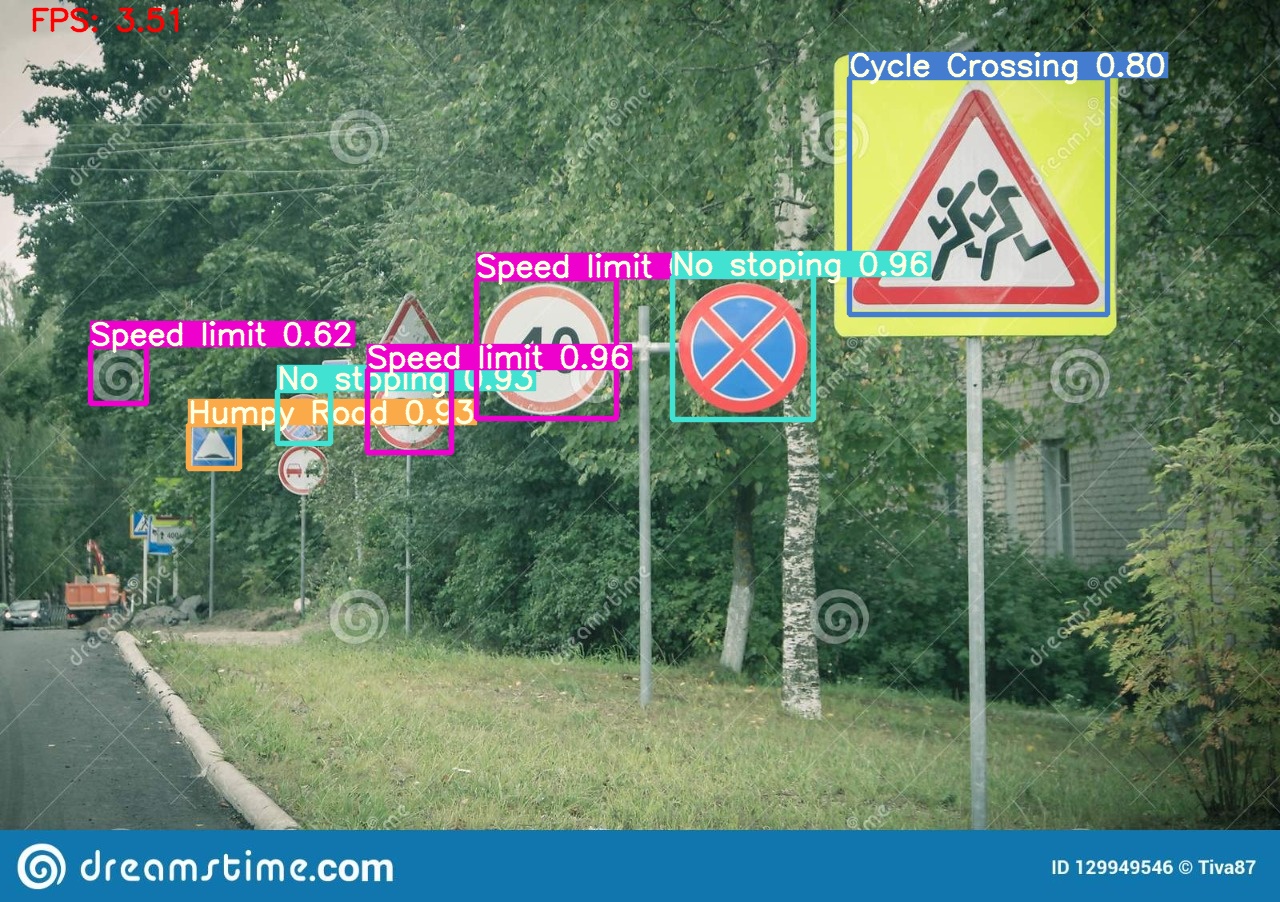 FPS: 3.51
Cycle Crossing 0.80
Speed limit
No stoping 0.96
Speed limit 0.62
40
Speed limit 0.96
No stoping 0.93
Humpy Road 0.93
dreamstime.com
ID 129949546 © Tiva87